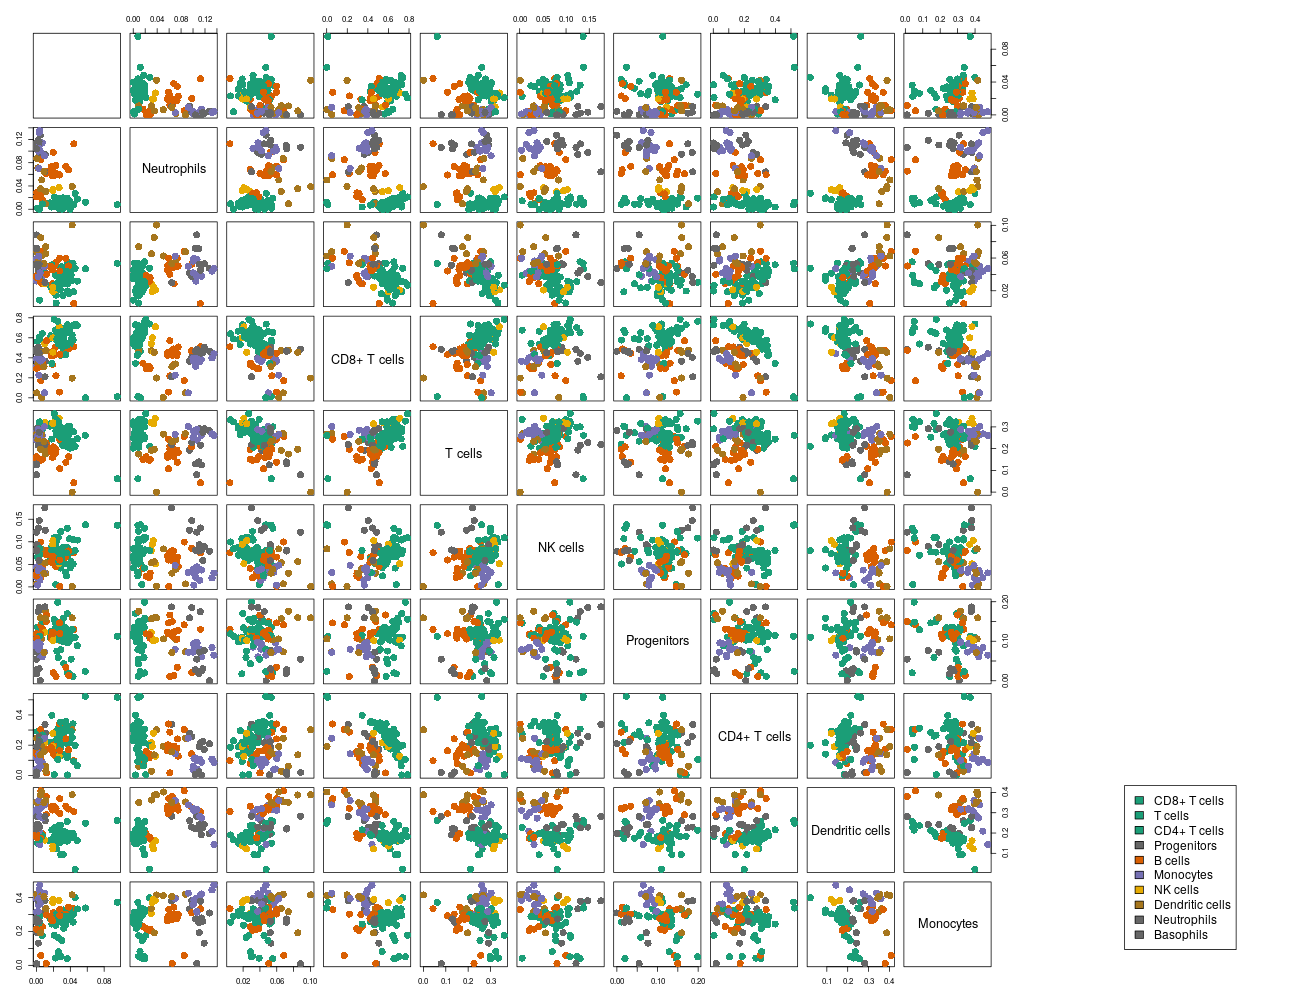 0.00 0.04 0.08 0.12
0.0 0.2 0.4 0.6 0.8
0.00 0.05 0.10 0.15
0.0 0.2 0.4
0.0 0.1 0.2 0.3 0.4
0.00 0.04 0.08
Neutrophils
0.00 0.04 0.08 0.12
0.02 0.06 0.10
CD8+ T cells
0.0 0.2 0.4 0.6 0.8
T cells
0.0 0.1 0.2 0.3
NK cells
0.00 0.05 0.10 0.15
Progenitors
0.00 0.10 0.20
CD4+ T cells
0.0 0.2 0.4
Dendritic cells
0.1 0.2 0.3 0.4
Monocytes
0.0 0.2 0.4
0.00 0.04 0.08
0.02 0.06 0.10
0.0 0.1 0.2 0.3
0.00 0.10 0.20
0.1 0.2 0.3 0.4
CD8+ T cells
T cells
CD4+ T cells
Progenitors
B cells
Monocytes
NK cells
Dendritic cells
Neutrophils
Basophils